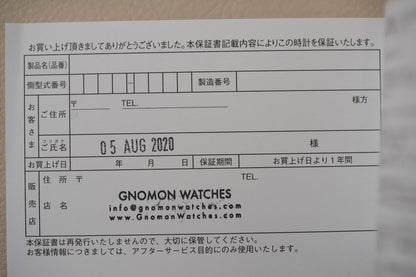 お買い上げ頂きましてありがとうございました。本保証書記載内容によりこの時計を保証いたします。
製品名(品番)
側型式番号 - 製造番号
お客さま ご住所 〒 TEL. 様方
フリガナ
ご氏名 05 AUG 2020 様
お買上げ日 年 月 日 保証期間 お買上げ日より1年間
販売店 住所 〒 TEL.
店名 GNOMON WATCHES
info@gnomonwatches.com
www.GnomonWatches.com
本保証書は再発行いたしませんので、大切に保管してください。
お客様情報につきましては、アフターサービス目的にのみ使用いたします。